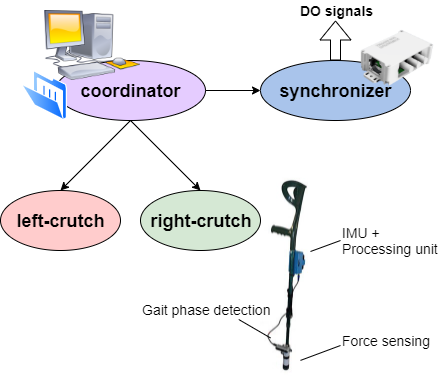 DO signals
coordinator
synchronizer
left-crutch
right-crutch
IMU +
Processing unit
Gait phase detection
Force sensing